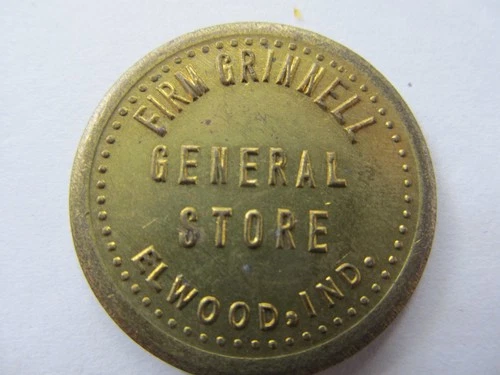 FIRM GRINNELL
GENERAL
STORE
ELWOOD, IND.